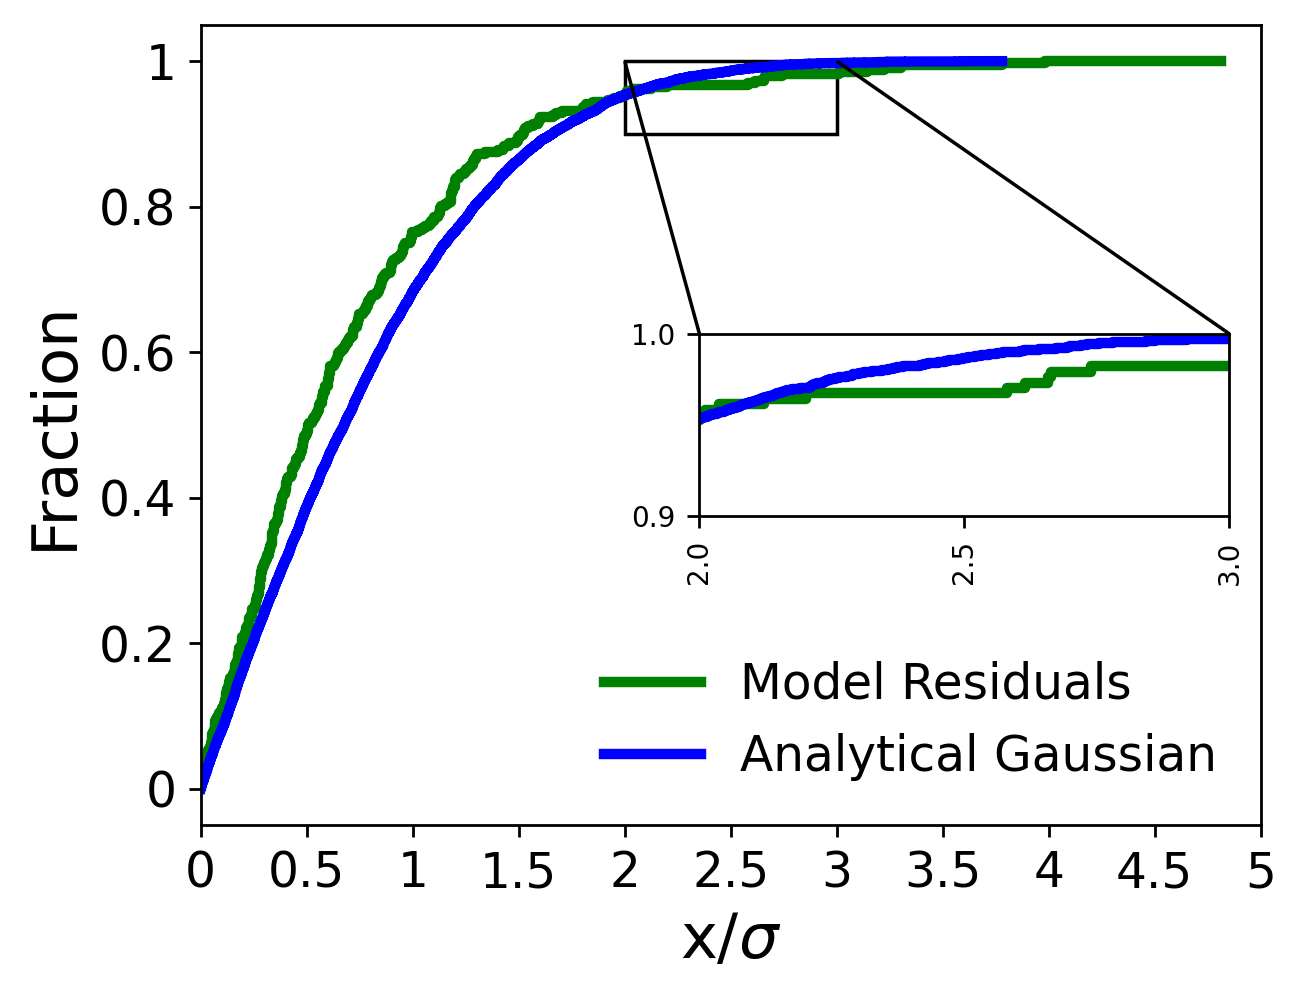 1
0.8
0.6
0.4
0.2
0
Fraction
1.0
0.9
2.0
2.5
3.0
Model Residuals
Analytical Gaussian
0 0.5 1 1.5 2 2.5 3 3.5 4 4.5 5
x/σ